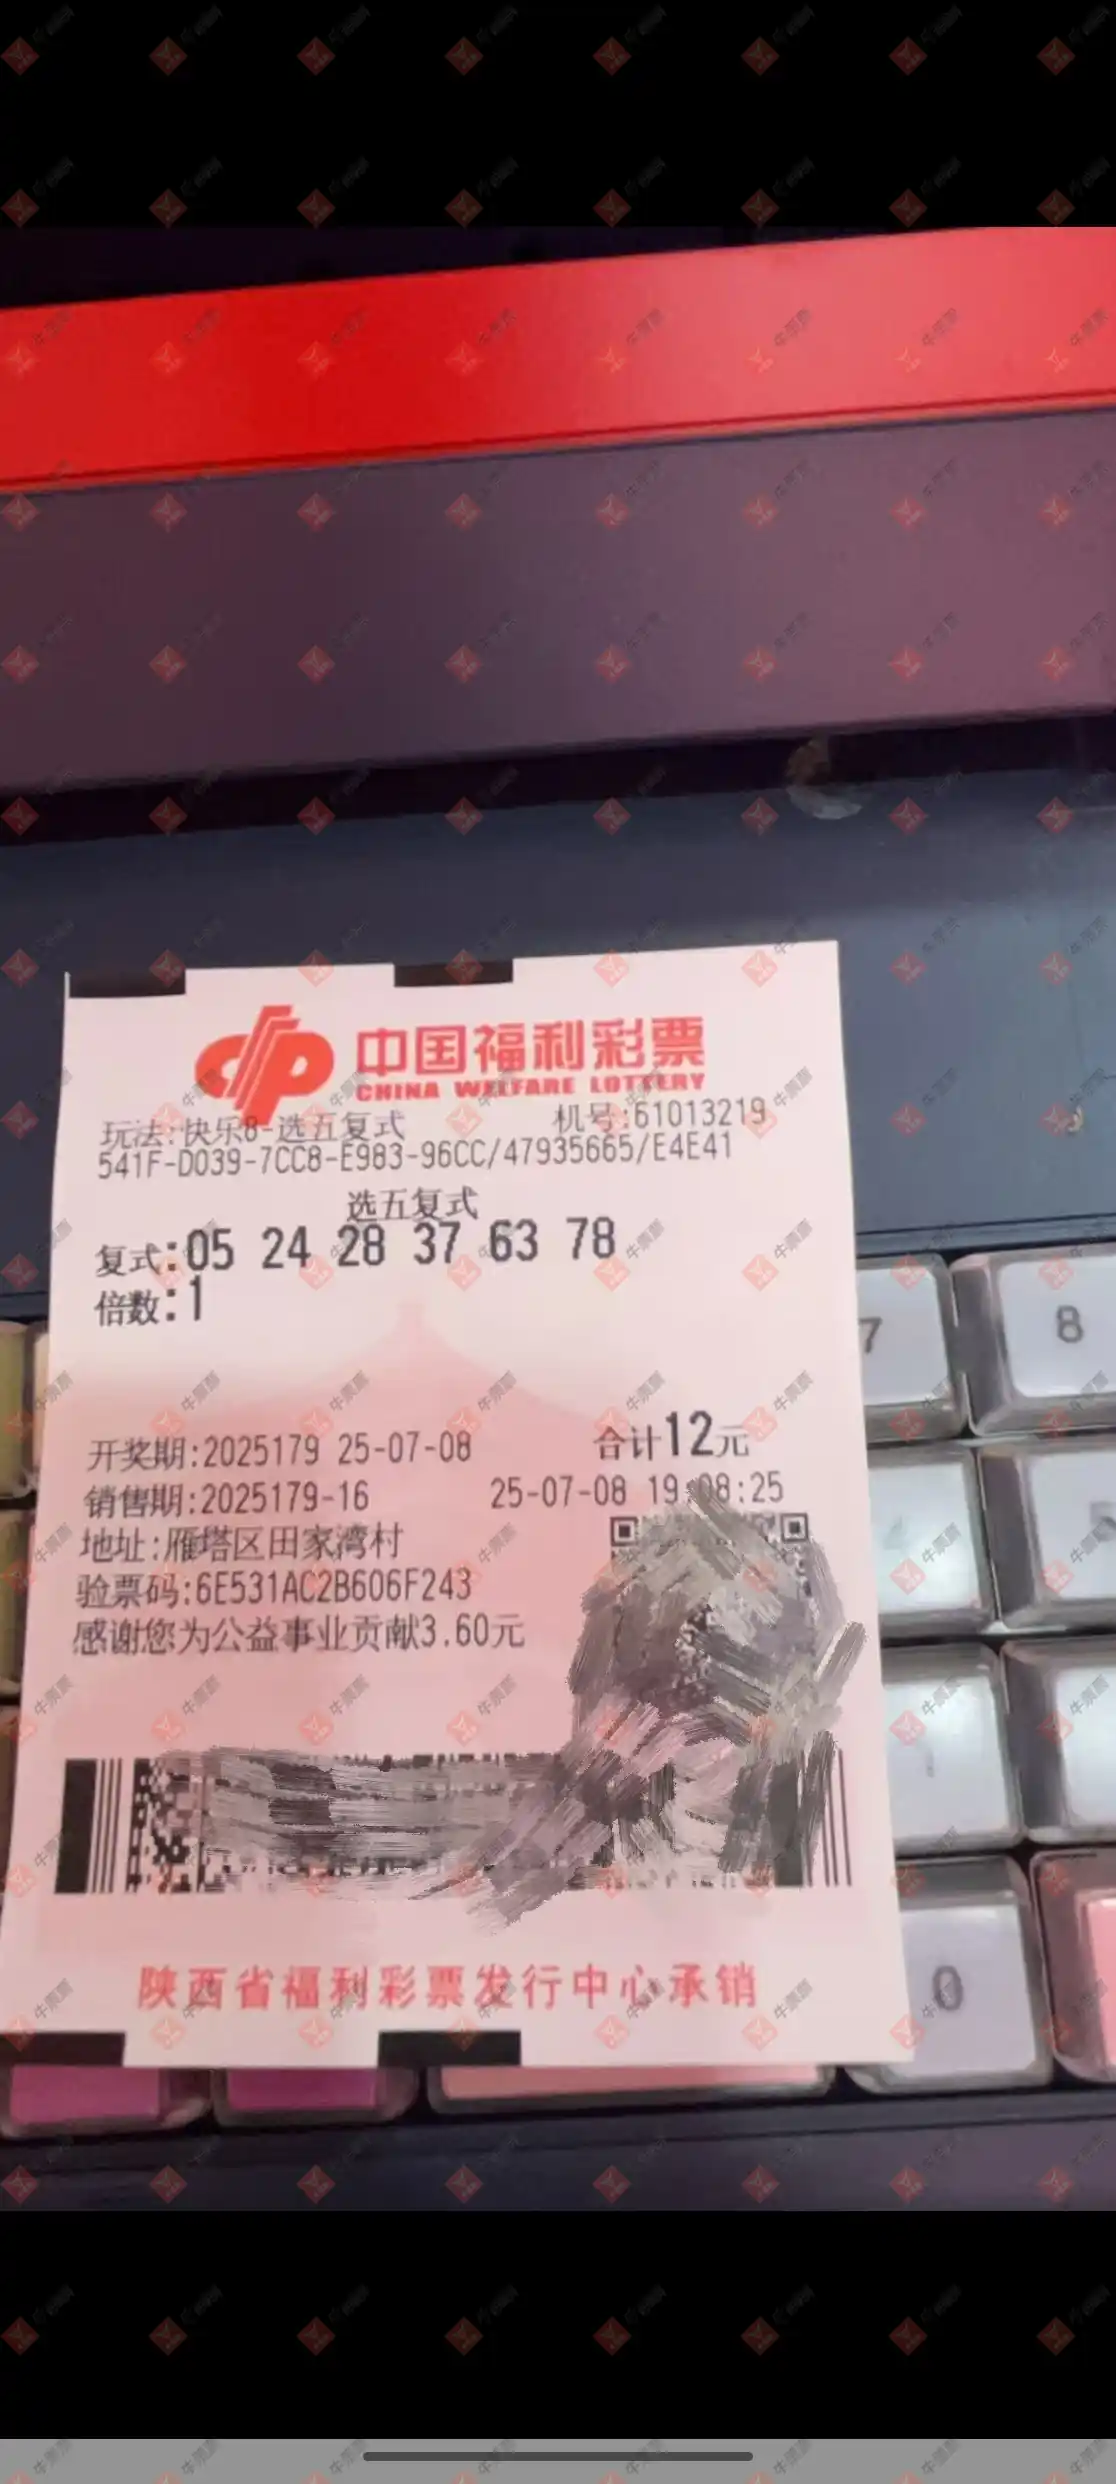 中国福利彩票
CHINA WELFARE LOTTERY
玩法:快乐8-选五复式 机号:61013219
541F-D039-7CC8-E983-96CC/47935665/E4E41
选五复式
复式:05 24 28 37 63 78
倍数:1
开奖期:2025179 25-07-08 合计12元
销售期:2025179-16 25-07-08 19:08:25
地址:雁塔区田家湾村
验票码:6E531AC2B606F243
感谢您为公益事业贡献3.60元
陕西省福利彩票发行中心承销
7
8
0